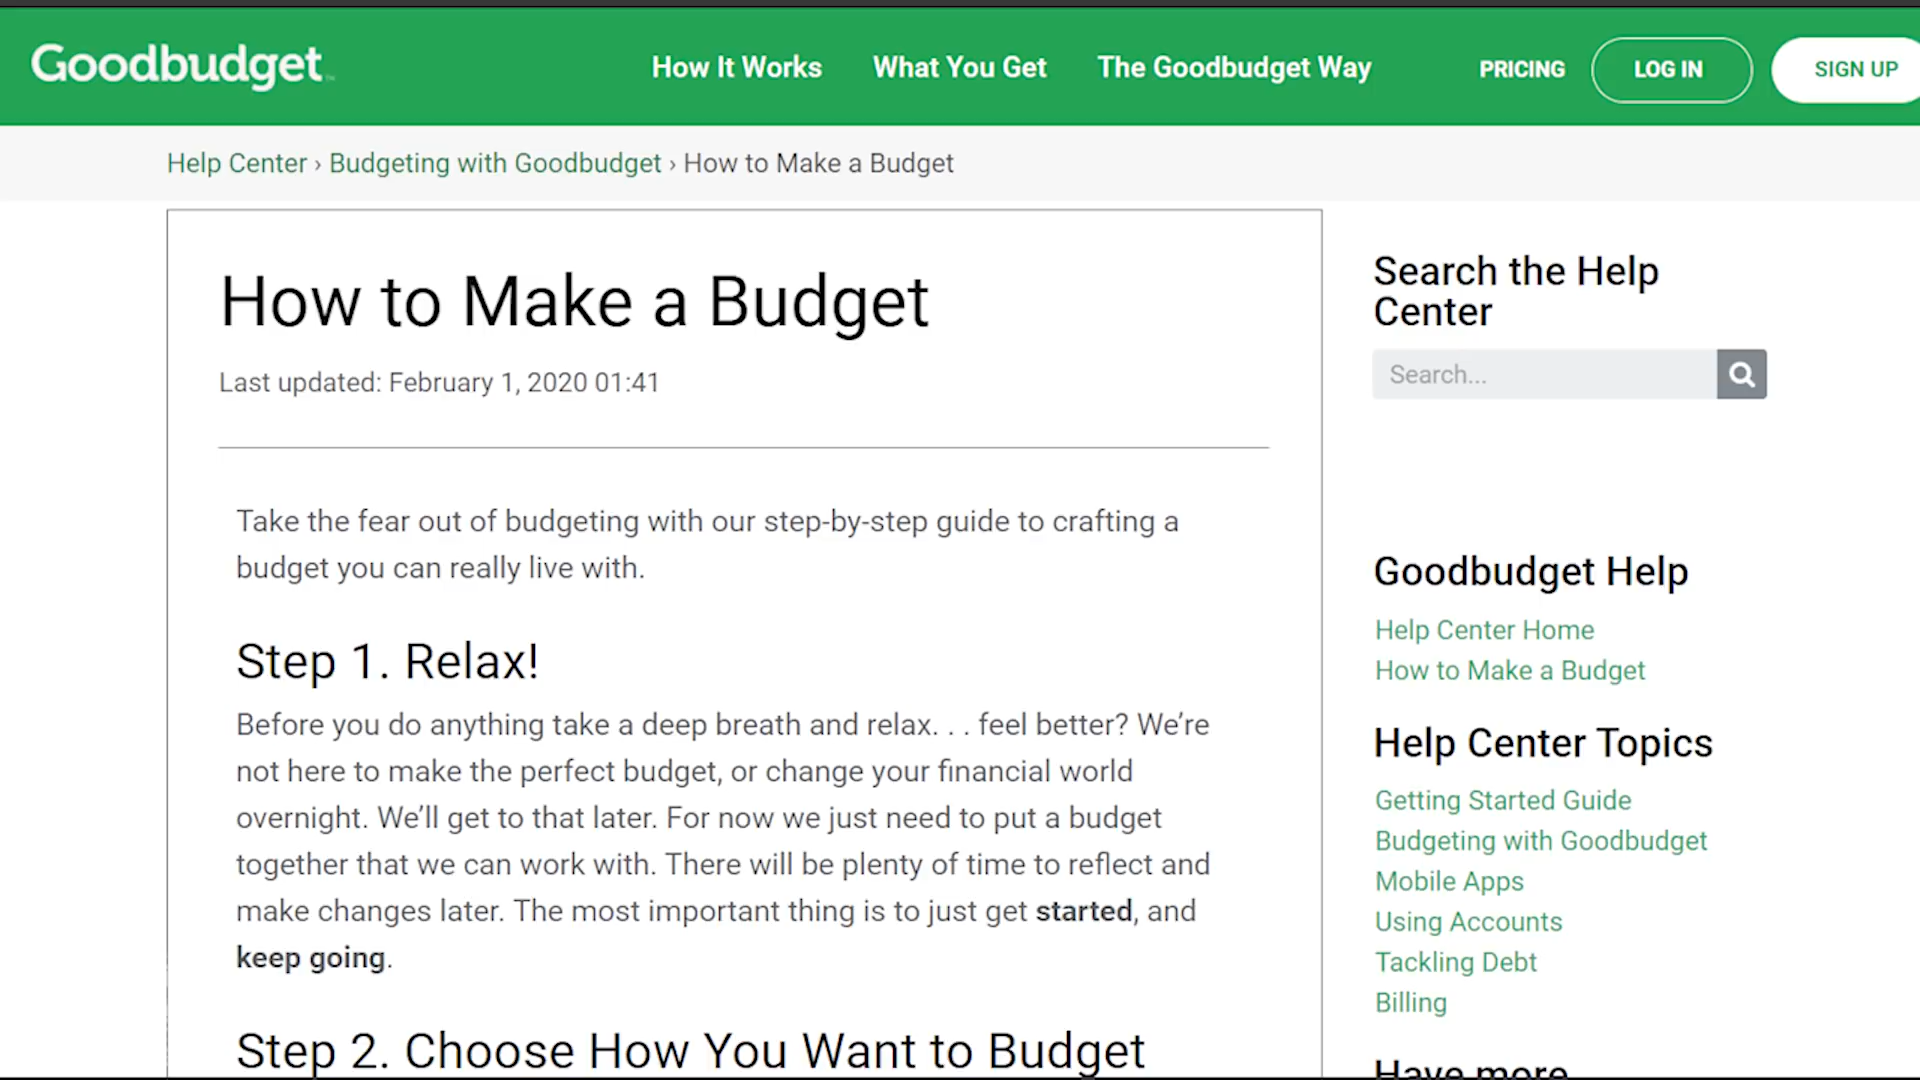 Goodbudget
How It Works What You Get The Goodbudget Way PRICING LOG IN SIGN UP
Help Center › Budgeting with Goodbudget › How to Make a Budget
How to Make a Budget
Last updated: February 1, 2020 01:41
Take the fear out of budgeting with our step-by-step guide to crafting a
budget you can really live with.
Step 1. Relax!
Before you do anything take a deep breath and relax. . . feel better? We’re
not here to make the perfect budget, or change your financial world
overnight. We’ll get to that later. For now we just need to put a budget
together that we can work with. There will be plenty of time to reflect and
make changes later. The most important thing is to just get started, and
keep going.
Step 2. Choose How You Want to Budget
Search the Help
Center
Search...
Goodbudget Help
Help Center Home
How to Make a Budget
Help Center Topics
Getting Started Guide
Budgeting with Goodbudget
Mobile Apps
Using Accounts
Tackling Debt
Billing
Have more